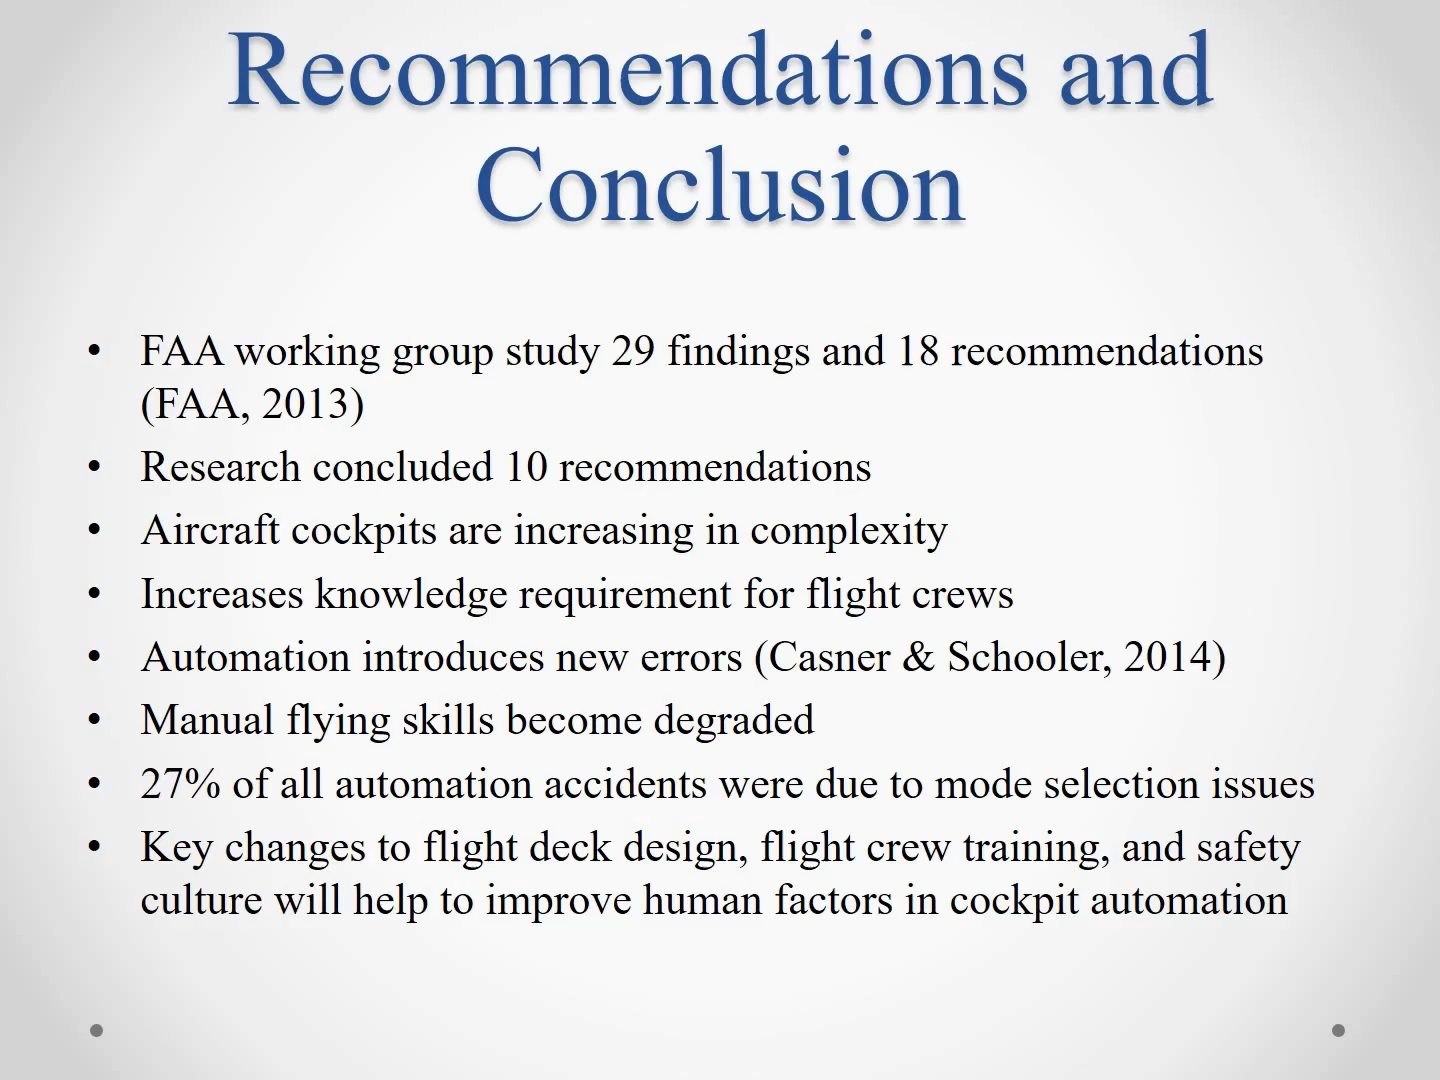 Recommendations and
Conclusion
• FAA working group study 29 findings and 18 recommendations
(FAA, 2013)
• Research concluded 10 recommendations
• Aircraft cockpits are increasing in complexity
• Increases knowledge requirement for flight crews
• Automation introduces new errors (Casner & Schooler, 2014)
• Manual flying skills become degraded
• 27% of all automation accidents were due to mode selection issues
• Key changes to flight deck design, flight crew training, and safety
culture will help to improve human factors in cockpit automation